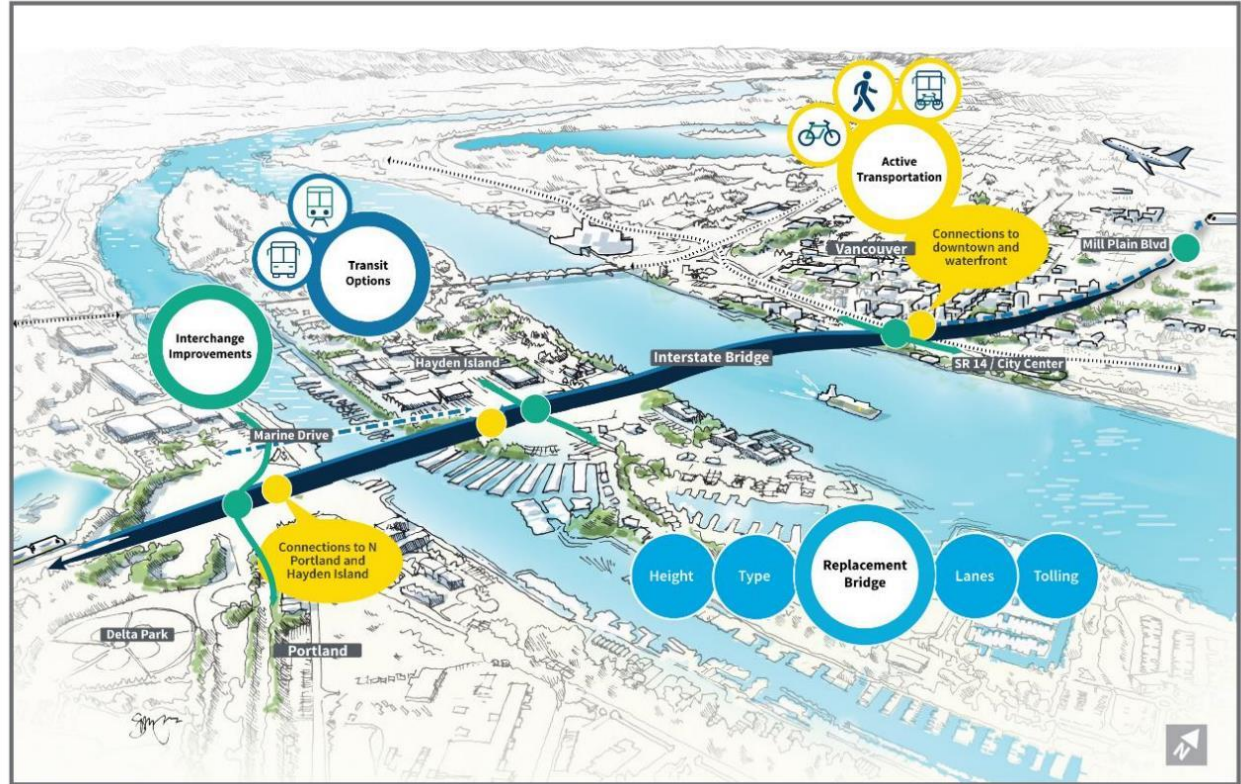 Active
Transportation
Connections to
downtown and
waterfront
Vancouver
Mill Plain Blvd
Transit
Options
Interchange
Improvements
Hayden Island
Interstate Bridge
SR 14 / City Center
Marine Drive
Connections to N
Portland and
Hayden Island
Height
Type
Replacement
Bridge
Lanes
Tolling
Delta Park
Portland
N